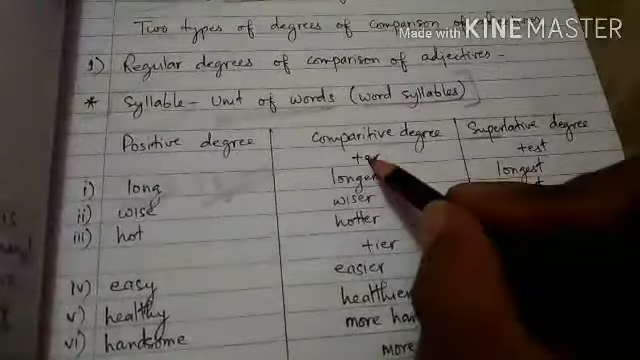 Made with KINEMASTER
Two types of degrees of comparison of
1) Regular degrees of comparison of adjectives -
* Syllable - Unit of words (word syllables)
Positive degree Comparitive degree Superlative degree
+er +est
i) long longer longest
ii) wise wiser
iii) hot hotter
+ier
iv) easy easier
v) healthy healthier
vi) handsome more
more